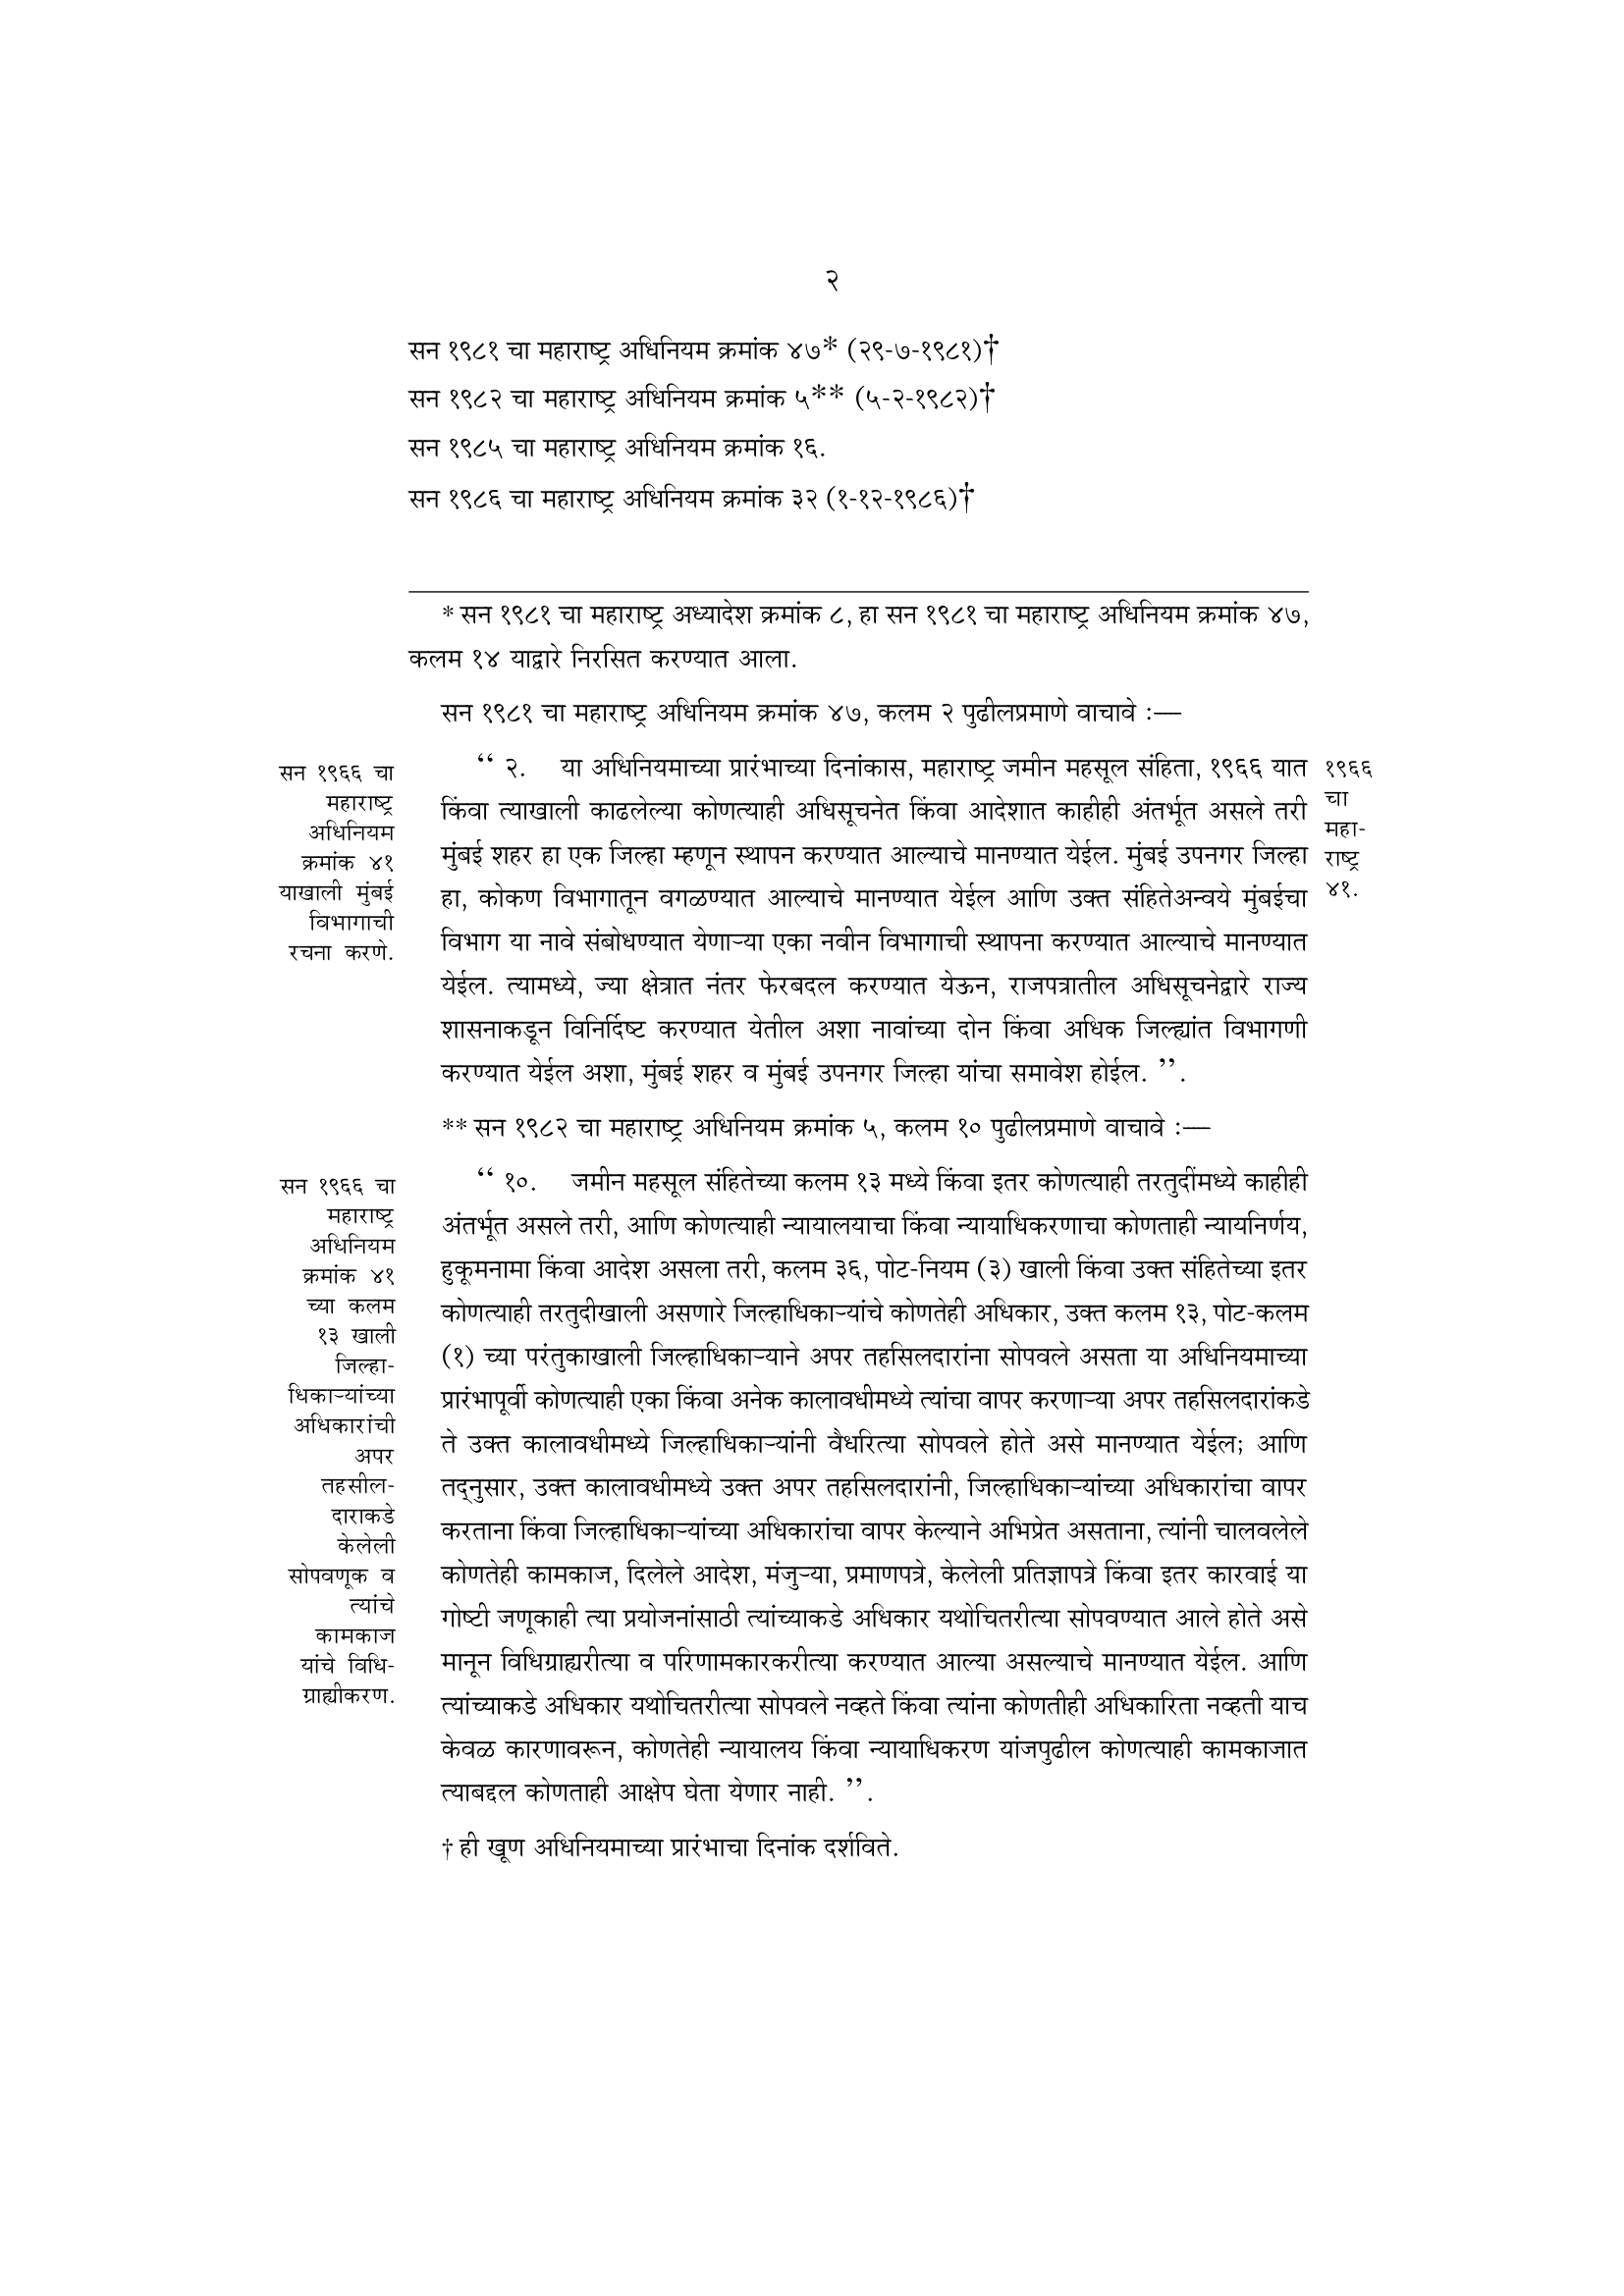 २
सन १९८१ चा महाराष्ट्र अधिनियम क्रमांक ४७* (२९-७-१९८१)†
सन १९८२ चा महाराष्ट्र अधिनियम क्रमांक ५** (५-२-१९८२)†
सन १९८५ चा महाराष्ट्र अधिनियम क्रमांक १६.
सन १९८६ चा महाराष्ट्र अधिनियम क्रमांक ३२ (१-१२-१९८६)†
* सन १९८१ चा महाराष्ट्र अध्यादेश क्रमांक ८, हा सन १९८१ चा महाराष्ट्र अधिनियम क्रमांक ४७,
कलम १४ याद्वारे निरसित करण्यात आला.
सन १९८१ चा महाराष्ट्र अधिनियम क्रमांक ४७, कलम २ पुढीलप्रमाणे वाचावे :—
सन १९६६ चा
महाराष्ट्र
अधिनियम
क्रमांक ४१
याखाली मुंबई
विभागाची
रचना करणे.
“ २. या अधिनियमाच्या प्रारंभाच्या दिनांकास, महाराष्ट्र जमीन महसूल संहिता, १९६६ यात
किंवा त्याखाली काढलेल्या कोणत्याही अधिसूचनेत किंवा आदेशात काहीही अंतर्भूत असले तरी
मुंबई शहर हा एक जिल्हा म्हणून स्थापन करण्यात आल्याचे मानण्यात येईल. मुंबई उपनगर जिल्हा
हा, कोकण विभागातून वगळण्यात आल्याचे मानण्यात येईल आणि उक्त संहितेअन्वये मुंबईचा
विभाग या नावे संबोधण्यात येणाऱ्या एका नवीन विभागाची स्थापना करण्यात आल्याचे मानण्यात
येईल. त्यामध्ये, ज्या क्षेत्रात नंतर फेरबदल करण्यात येऊन, राजपत्रातील अधिसूचनेद्वारे राज्य
शासनाकडून विनिर्दिष्ट करण्यात येतील अशा नावांच्या दोन किंवा अधिक जिल्ह्यांत विभागणी
करण्यात येईल अशा, मुंबई शहर व मुंबई उपनगर जिल्हा यांचा समावेश होईल. ”.
१९६६
चा
महा-
राष्ट्र
४१.
** सन १९८२ चा महाराष्ट्र अधिनियम क्रमांक ५, कलम १० पुढीलप्रमाणे वाचावे :—
सन १९६६ चा
महाराष्ट्र
अधिनियम
क्रमांक ४१
च्या कलम
१३ खाली
जिल्हा-
धिकाऱ्यांच्या
अधिकारांची
अपर
तहसील-
दाराकडे
केलेली
सोपवणूक व
त्यांचे
कामकाज
यांचे विधि-
ग्राह्यीकरण.
“ १०. जमीन महसूल संहितेच्या कलम १३ मध्ये किंवा इतर कोणत्याही तरतुदींमध्ये काहीही
अंतर्भूत असले तरी, आणि कोणत्याही न्यायालयाचा किंवा न्यायाधिकरणाचा कोणताही न्यायनिर्णय,
हुकूमनामा किंवा आदेश असला तरी, कलम ३६, पोट-नियम (३) खाली किंवा उक्त संहितेच्या इतर
कोणत्याही तरतुदीखाली असणारे जिल्हाधिकाऱ्यांचे कोणतेही अधिकार, उक्त कलम १३, पोट-कलम
(१) च्या परंतुकाखाली जिल्हाधिकाऱ्याने अपर तहसिलदारांना सोपवले असता या अधिनियमाच्या
प्रारंभापूर्वी कोणत्याही एका किंवा अनेक कालावधीमध्ये त्यांचा वापर करणाऱ्या अपर तहसिलदारांकडे
ते उक्त कालावधीमध्ये जिल्हाधिकाऱ्यांनी वैधरित्या सोपवले होते असे मानण्यात येईल; आणि
तद्नुसार, उक्त कालावधीमध्ये उक्त अपर तहसिलदारांनी, जिल्हाधिकाऱ्यांच्या अधिकारांचा वापर
करताना किंवा जिल्हाधिकाऱ्यांच्या अधिकारांचा वापर केल्याने अभिप्रेत असताना, त्यांनी चालवलेले
कोणतेही कामकाज, दिलेले आदेश, मंजुऱ्या, प्रमाणपत्रे, केलेली प्रतिज्ञापत्रे किंवा इतर कारवाई या
गोष्टी जणूकाही त्या प्रयोजनांसाठी त्यांच्याकडे अधिकार यथोचितरीत्या सोपवण्यात आले होते असे
मानून विधिग्राह्यरीत्या व परिणामकारकरीत्या करण्यात आल्या असल्याचे मानण्यात येईल. आणि
त्यांच्याकडे अधिकार यथोचितरीत्या सोपवले नव्हते किंवा त्यांना कोणतीही अधिकारिता नव्हती याच
केवळ कारणावरून, कोणतेही न्यायालय किंवा न्यायाधिकरण यांजपुढील कोणत्याही कामकाजात
त्याबद्दल कोणताही आक्षेप घेता येणार नाही. ”.
† ही खूण अधिनियमाच्या प्रारंभाचा दिनांक दर्शविते.